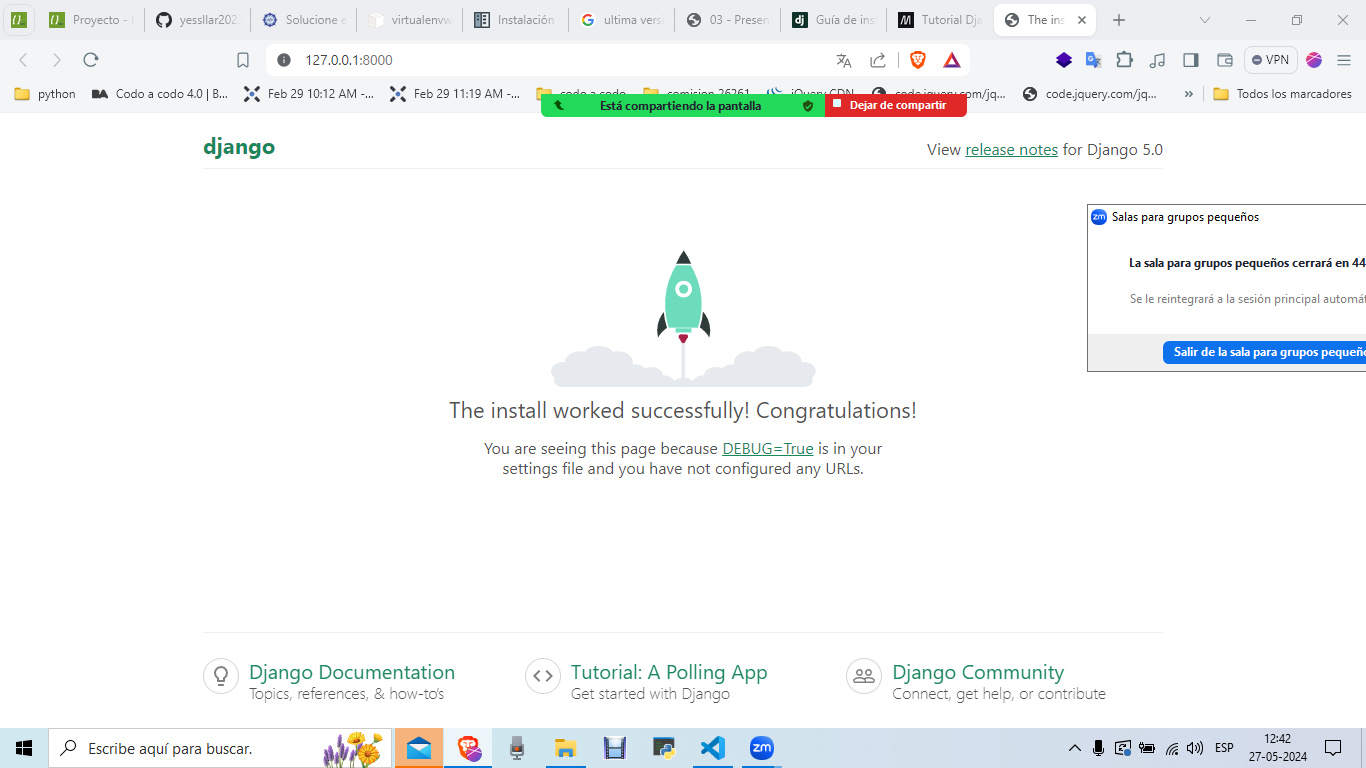 Proyecto -
yessllar202
Solucione e
virtualenvw
Instalación
ultima versi
03 - Presen
Guía de inst
Tutorial Dja
The ins
127.0.0.1:8000
VPN
python
BA Codo a codo 4.0 | B...
Feb 29 10:12 AM -...
Feb 29 11:19 AM -...
codo a codo
comision 26261
jQuery CDN
code.jquery.com/jq...
code.jquery.com/jq...
Todos los marcadores
Está compartiendo la pantalla
Dejar de compartir
django
View release notes for Django 5.0
zm Salas para grupos pequeños
La sala para grupos pequeños cerrará en 44
Se le reintegrará a la sesión principal automát
Salir de la sala para grupos pequeño
The install worked successfully! Congratulations!
You are seeing this page because DEBUG=True is in your
settings file and you have not configured any URLs.
Django Documentation
Topics, references, & how-to's
Tutorial: A Polling App
Get started with Django
Django Community
Connect, get help, or contribute
Escribe aquí para buscar.
zm
ESP
12:42
27-05-2024